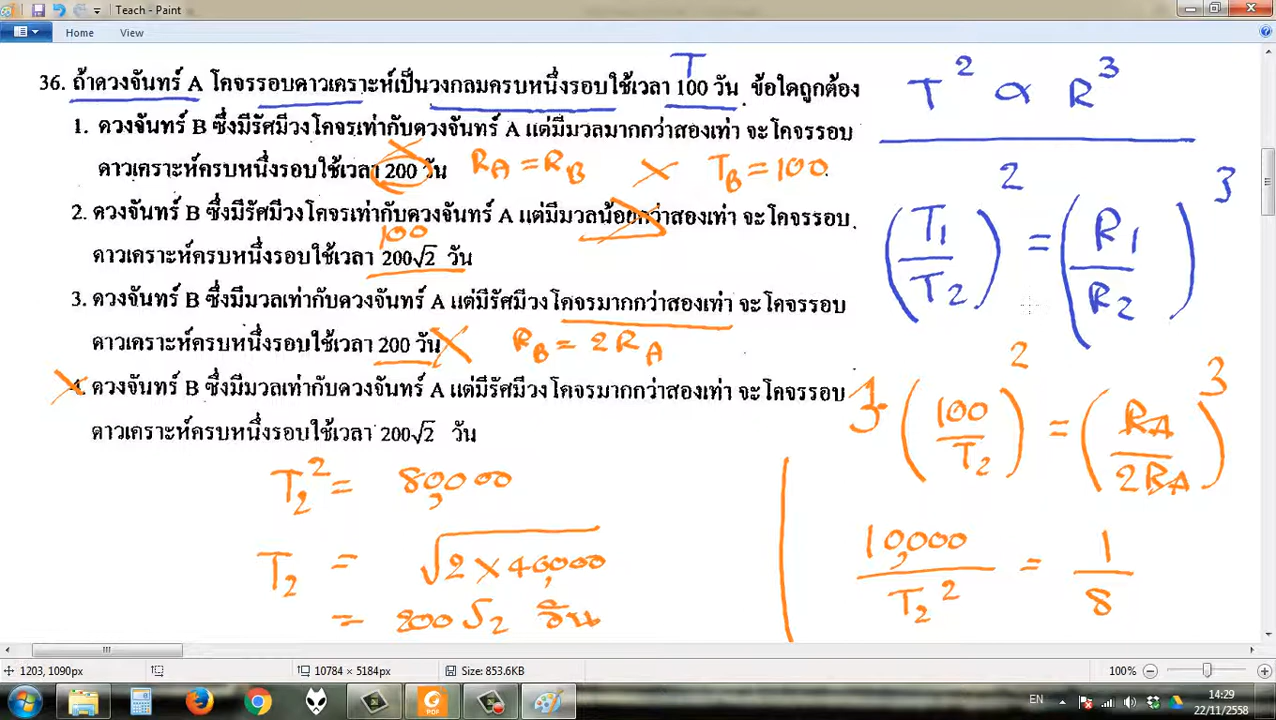 Teach - Paint
Home View
36. ถ้าดวงจันทร์ A โคจรรอบดาวเคราะห์เป็นวงกลมครบหนึ่งรอบใช้เวลา 100 วัน ข้อใดถูกต้อง
T
1. ดวงจันทร์ B ซึ่งมีรัศมีวงโคจรเท่ากับดวงจันทร์ A แต่มีมวลมากกว่าสองเท่า จะโคจรรอบ
ดาวเคราะห์ครบหนึ่งรอบใช้เวลา 200 วัน
R_A = R_B × T_B = 100
2. ดวงจันทร์ B ซึ่งมีรัศมีวงโคจรเท่ากับดวงจันทร์ A แต่มีมวลน้อยกว่าสองเท่า จะโคจรรอบ
100
ดาวเคราะห์ครบหนึ่งรอบใช้เวลา 200√2 วัน
3. ดวงจันทร์ B ซึ่งมีมวลเท่ากับดวงจันทร์ A แต่มีรัศมีวงโคจรมากกว่าสองเท่า จะโคจรรอบ
ดาวเคราะห์ครบหนึ่งรอบใช้เวลา 200 วัน
R_B = 2R_A
4. ดวงจันทร์ B ซึ่งมีมวลเท่ากับดวงจันทร์ A แต่มีรัศมีวงโคจรมากกว่าสองเท่า จะโคจรรอบ
ดาวเคราะห์ครบหนึ่งรอบใช้เวลา 200√2 วัน
T² ∝ R³
(T₁/T₂)² = (R₁/R₂)³
(100/T₂)² = (R_A/2R_A)³
10,000/T₂² = 1/8
T₂² = 80,000
T₂ = √2×40,000
= 200√2 วัน
1203, 1090px
10784 × 5184px
Size: 853.6KB
100%
EN
14:29
22/11/2558